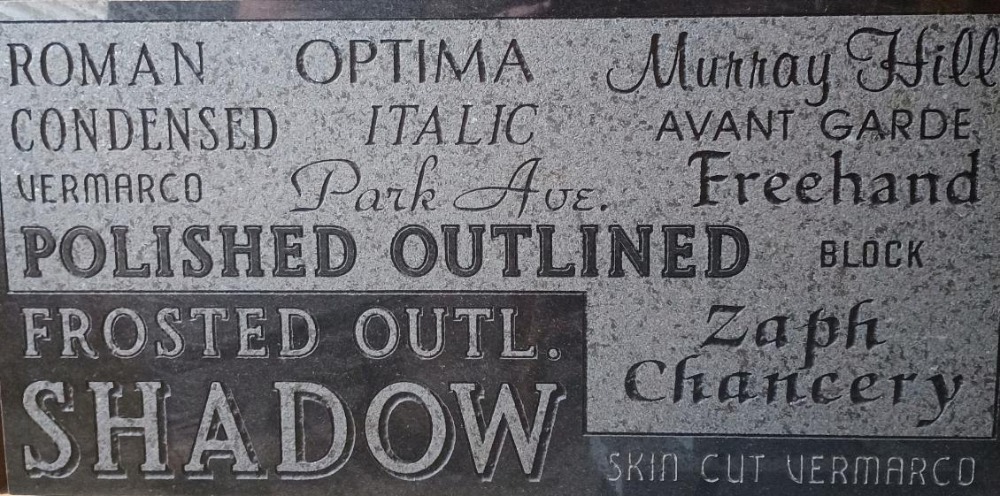 ROMAN OPTIMA Murray Hill
CONDENSED ITALIC AVANT GARDE
VERMARCO Park Ave. Freehand
POLISHED OUTLINED BLOCK
FROSTED OUTL. Zaph
Chancery
SHADOW
SKIN CUT VERMARCO